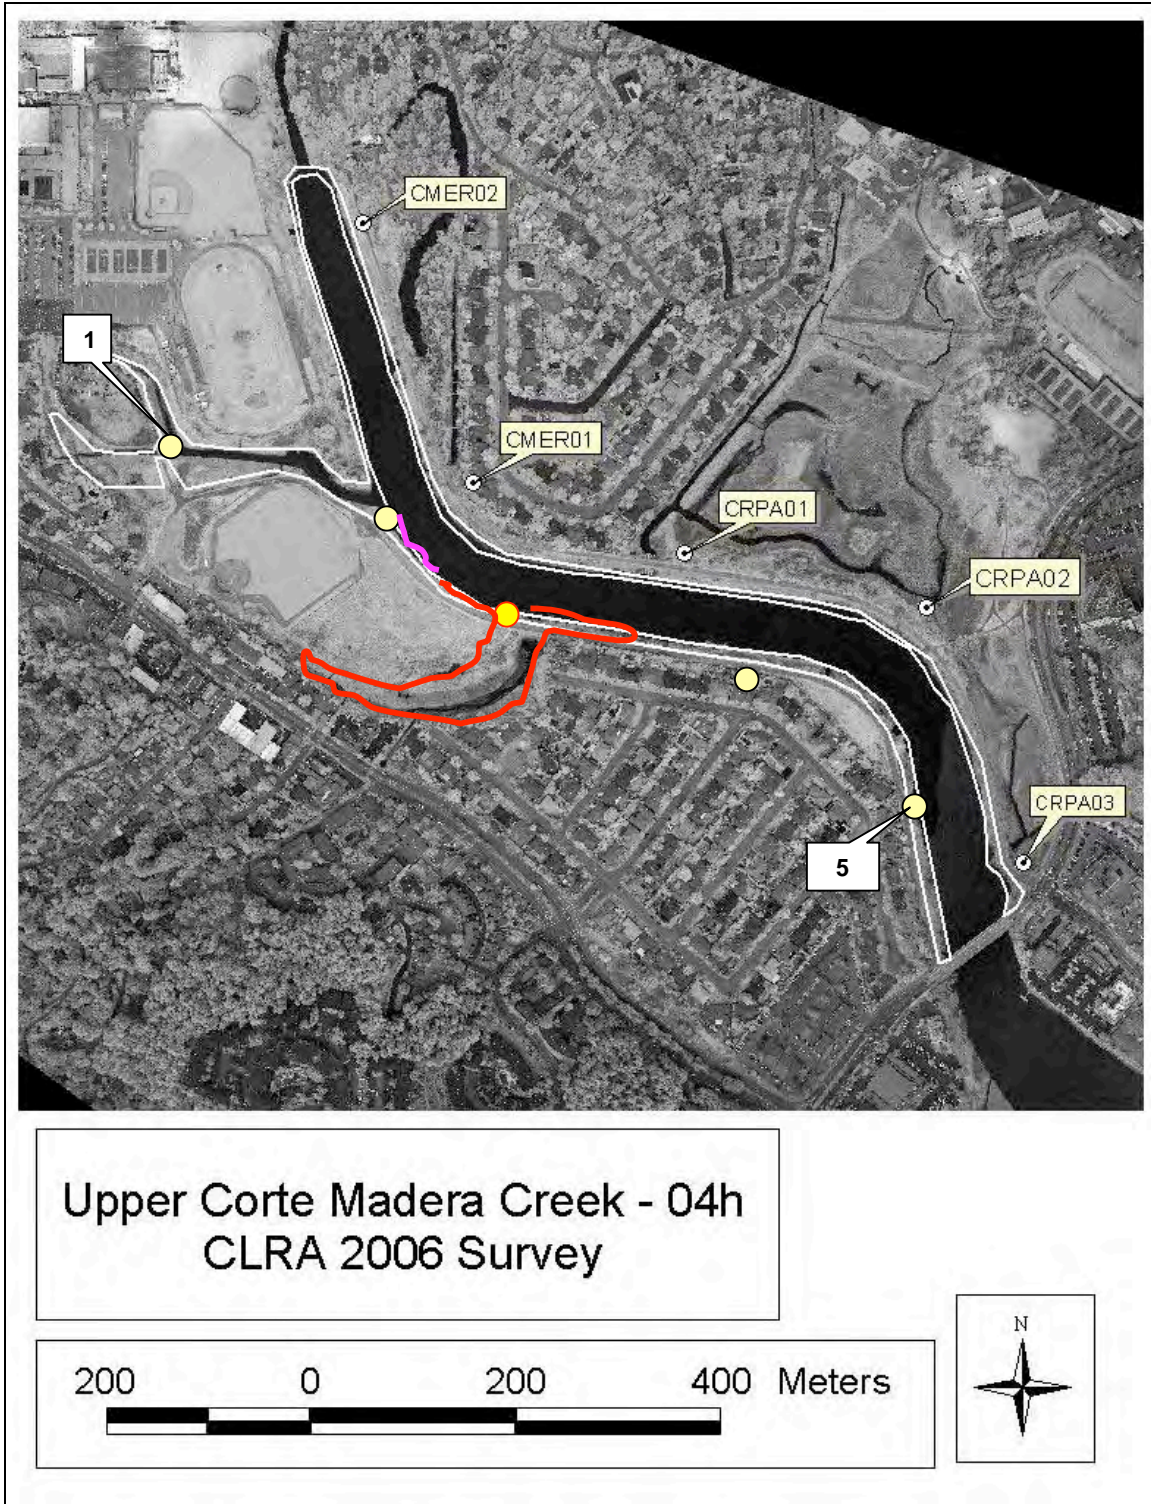 CMER02
1
CMER01
CRPA01
CRPA02
CRPA03
5
Upper Corte Madera Creek - 04h
CLRA 2006 Survey
N
200 0 200 400 Meters